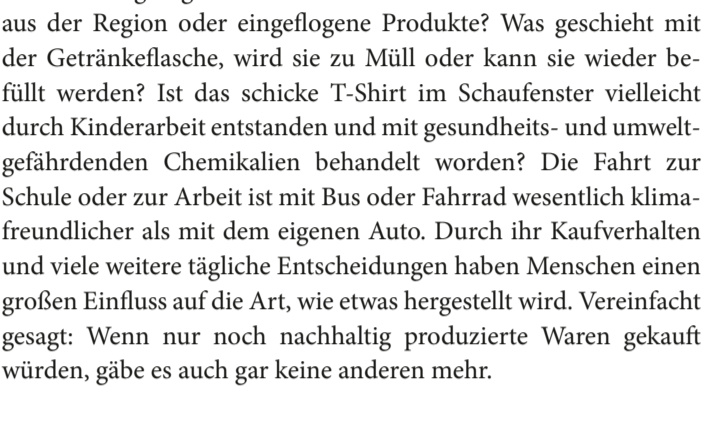 aus der Region oder eingeflogene Produkte? Was geschieht mit
der Getränkeflasche, wird sie zu Müll oder kann sie wieder be-
füllt werden? Ist das schicke T-Shirt im Schaufenster vielleicht
durch Kinderarbeit entstanden und mit gesundheits- und umwelt-
gefährdenden Chemikalien behandelt worden? Die Fahrt zur
Schule oder zur Arbeit ist mit Bus oder Fahrrad wesentlich klima-
freundlicher als mit dem eigenen Auto. Durch ihr Kaufverhalten
und viele weitere tägliche Entscheidungen haben Menschen einen
großen Einfluss auf die Art, wie etwas hergestellt wird. Vereinfacht
gesagt: Wenn nur noch nachhaltig produzierte Waren gekauft
würden, gäbe es auch gar keine anderen mehr.